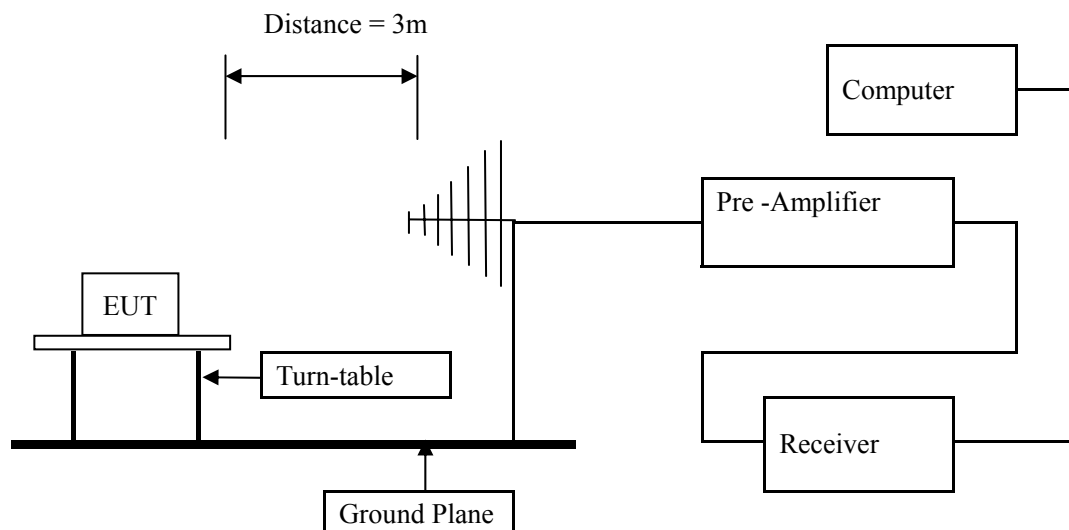 Distance = 3m
Computer
Pre -Amplifier
EUT
Turn-table
Receiver
Ground Plane